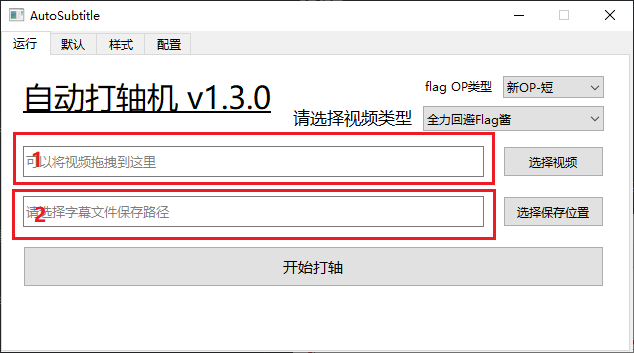 AutoSubtitle
运行 默认 样式 配置
自动打轴机 v1.3.0
flag OP类型 新OP-短
请选择视频类型 全力回避Flag酱
1 可以将视频拖拽到这里 选择视频
2 请选择字幕文件保存路径 选择保存位置
开始打轴